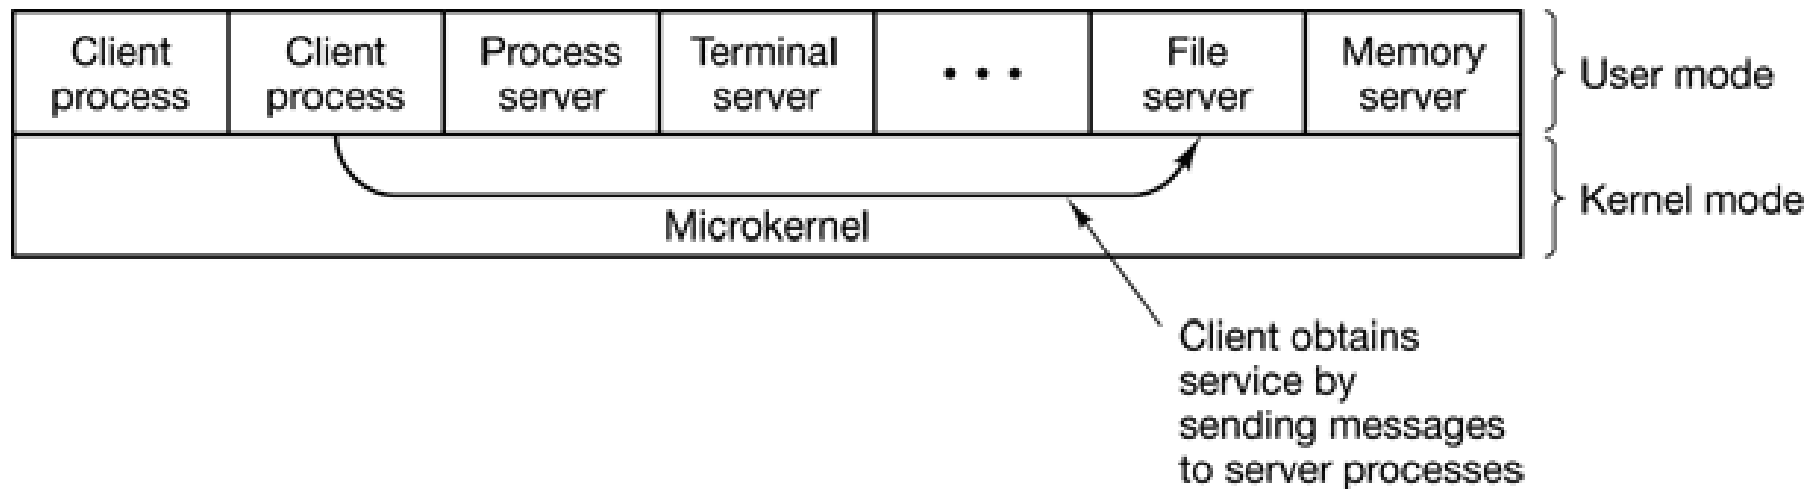 Client
process
Client
process
Process
server
Terminal
server
• • •
File
server
Memory
server
User mode
Microkernel
Kernel mode
Client obtains
service by
sending messages
to server processes